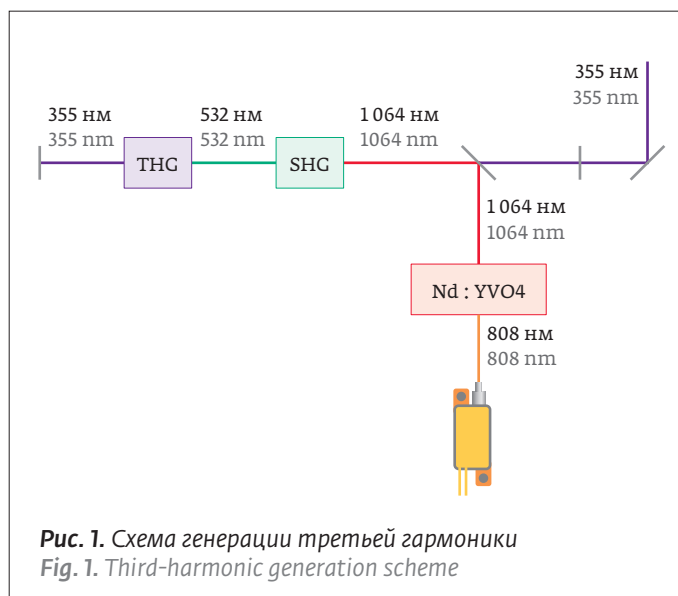 355 нм
355 nm
355 нм
355 nm
532 нм
532 nm
1 064 нм
1064 nm
THG
SHG
1 064 нм
1064 nm
Nd : YVO4
808 нм
808 nm
Рис. 1. Схема генерации третьей гармоники
Fig. 1. Third-harmonic generation scheme